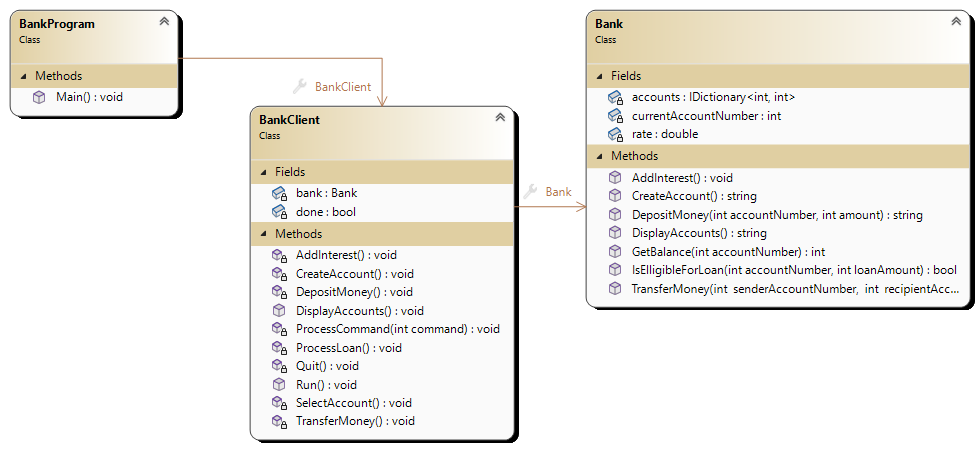 BankProgram
Class
Methods
Main() : void
BankClient
BankClient
Class
Fields
bank : Bank
done : bool
Methods
AddInterest() : void
CreateAccount() : void
DepositMoney() : void
DisplayAccounts() : void
ProcessCommand(int command) : void
ProcessLoan() : void
Quit() : void
Run() : void
SelectAccount() : void
TransferMoney() : void
Bank
Bank
Class
Fields
accounts : IDictionary<int, int>
currentAccountNumber : int
rate : double
Methods
AddInterest() : void
CreateAccount() : string
DepositMoney(int accountNumber, int amount) : string
DisplayAccounts() : string
GetBalance(int accountNumber) : int
IsElligibleForLoan(int accountNumber, int loanAmount) : bool
TransferMoney(int senderAccountNumber, int recipientAcc...